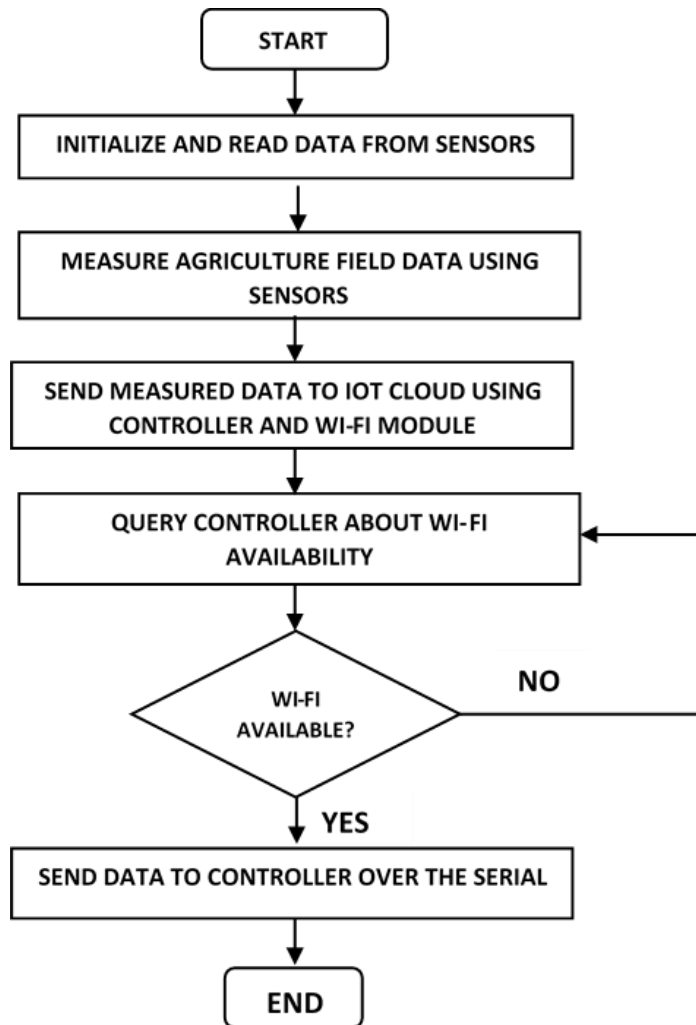 START
INITIALIZE AND READ DATA FROM SENSORS
MEASURE AGRICULTURE FIELD DATA USING
SENSORS
SEND MEASURED DATA TO IOT CLOUD USING
CONTROLLER AND WI-FI MODULE
QUERY CONTROLLER ABOUT WI-FI
AVAILABILITY
WI-FI
AVAILABLE?
NO
YES
SEND DATA TO CONTROLLER OVER THE SERIAL
END